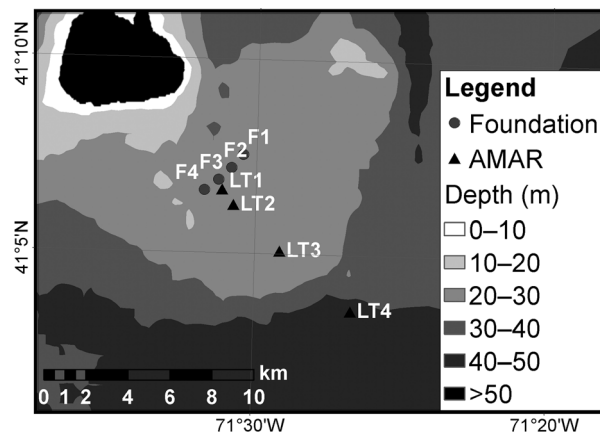 41°10'N
41°5'N
F1
F2
F3
F4
LT1
LT2
LT3
LT4
km
0 1 2 4 6 8 10
71°30'W
71°20'W
Legend
Foundation
AMAR
Depth (m)
0–10
10–20
20–30
30–40
40–50
>50